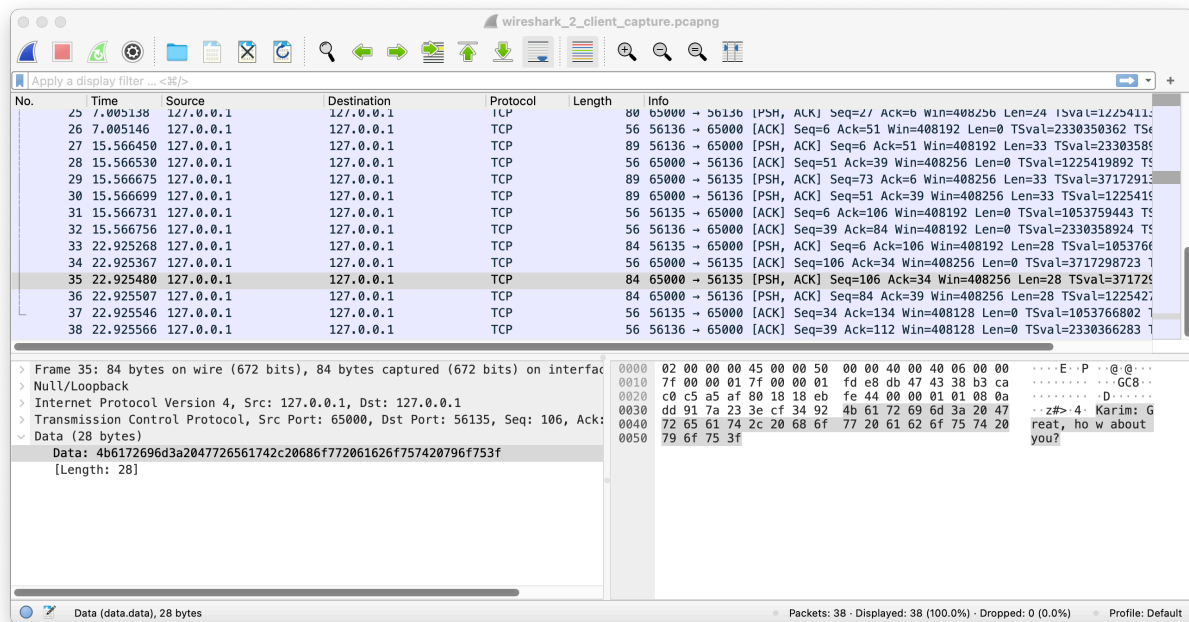 wireshark_2_client_capture.pcapng
Apply a display filter … <⌘/>
No. Time Source Destination Protocol Length Info
25 7.005138 127.0.0.1 127.0.0.1 TCP 80 65000 → 56136 [PSH, ACK] Seq=27 Ack=6 Win=408256 Len=24 TSval=12254113
26 7.005146 127.0.0.1 127.0.0.1 TCP 56 56136 → 65000 [ACK] Seq=6 Ack=51 Win=408192 Len=0 TSval=2330350362 TSe
27 15.566450 127.0.0.1 127.0.0.1 TCP 89 56136 → 65000 [PSH, ACK] Seq=6 Ack=51 Win=408192 Len=33 TSval=23303589
28 15.566530 127.0.0.1 127.0.0.1 TCP 56 65000 → 56136 [ACK] Seq=51 Ack=39 Win=408256 Len=0 TSval=1225419892 TS
29 15.566675 127.0.0.1 127.0.0.1 TCP 89 65000 → 56135 [PSH, ACK] Seq=73 Ack=6 Win=408256 Len=33 TSval=37172913
30 15.566699 127.0.0.1 127.0.0.1 TCP 89 65000 → 56136 [PSH, ACK] Seq=51 Ack=39 Win=408256 Len=33 TSval=1225419
31 15.566731 127.0.0.1 127.0.0.1 TCP 56 56135 → 65000 [ACK] Seq=6 Ack=106 Win=408192 Len=0 TSval=1053759443 TS
32 15.566756 127.0.0.1 127.0.0.1 TCP 56 56136 → 65000 [ACK] Seq=39 Ack=84 Win=408192 Len=0 TSval=2330358924 TS
33 22.925268 127.0.0.1 127.0.0.1 TCP 84 56135 → 65000 [PSH, ACK] Seq=6 Ack=106 Win=408192 Len=28 TSval=1053766
34 22.925367 127.0.0.1 127.0.0.1 TCP 56 65000 → 56135 [ACK] Seq=106 Ack=34 Win=408256 Len=0 TSval=3717298723 T
35 22.925480 127.0.0.1 127.0.0.1 TCP 84 65000 → 56135 [PSH, ACK] Seq=106 Ack=34 Win=408256 Len=28 TSval=371729
36 22.925507 127.0.0.1 127.0.0.1 TCP 84 65000 → 56136 [PSH, ACK] Seq=84 Ack=39 Win=408256 Len=28 TSval=1225427
37 22.925546 127.0.0.1 127.0.0.1 TCP 56 56135 → 65000 [ACK] Seq=34 Ack=134 Win=408128 Len=0 TSval=1053766802 T
38 22.925566 127.0.0.1 127.0.0.1 TCP 56 56136 → 65000 [ACK] Seq=39 Ack=112 Win=408128 Len=0 TSval=2330366283 T
Frame 35: 84 bytes on wire (672 bits), 84 bytes captured (672 bits) on interfac
Null/Loopback
Internet Protocol Version 4, Src: 127.0.0.1, Dst: 127.0.0.1
Transmission Control Protocol, Src Port: 65000, Dst Port: 56135, Seq: 106, Ack:
Data (28 bytes)
Data: 4b6172696d3a2047726561742c20686f772061626f757420796f753f
[Length: 28]
0000 02 00 00 00 45 00 00 50 00 00 40 00 40 06 00 00 ····E··P ··@·@···
0010 7f 00 00 01 7f 00 00 01 fd e8 db 47 43 38 b3 ca ········ ···GC8··
0020 c0 c5 a5 af 80 18 18 eb fe 44 00 00 01 01 08 0a ········ ·D······
0030 dd 91 7a 23 3e cf 34 92 4b 61 72 69 6d 3a 20 47 ··z#>·4· Karim: G
0040 72 65 61 74 2c 20 68 6f 77 20 61 62 6f 75 74 20 reat, ho w about
0050 79 6f 75 3f you?
Data (data.data), 28 bytes
Packets: 38 · Displayed: 38 (100.0%) · Dropped: 0 (0.0%)
Profile: Default